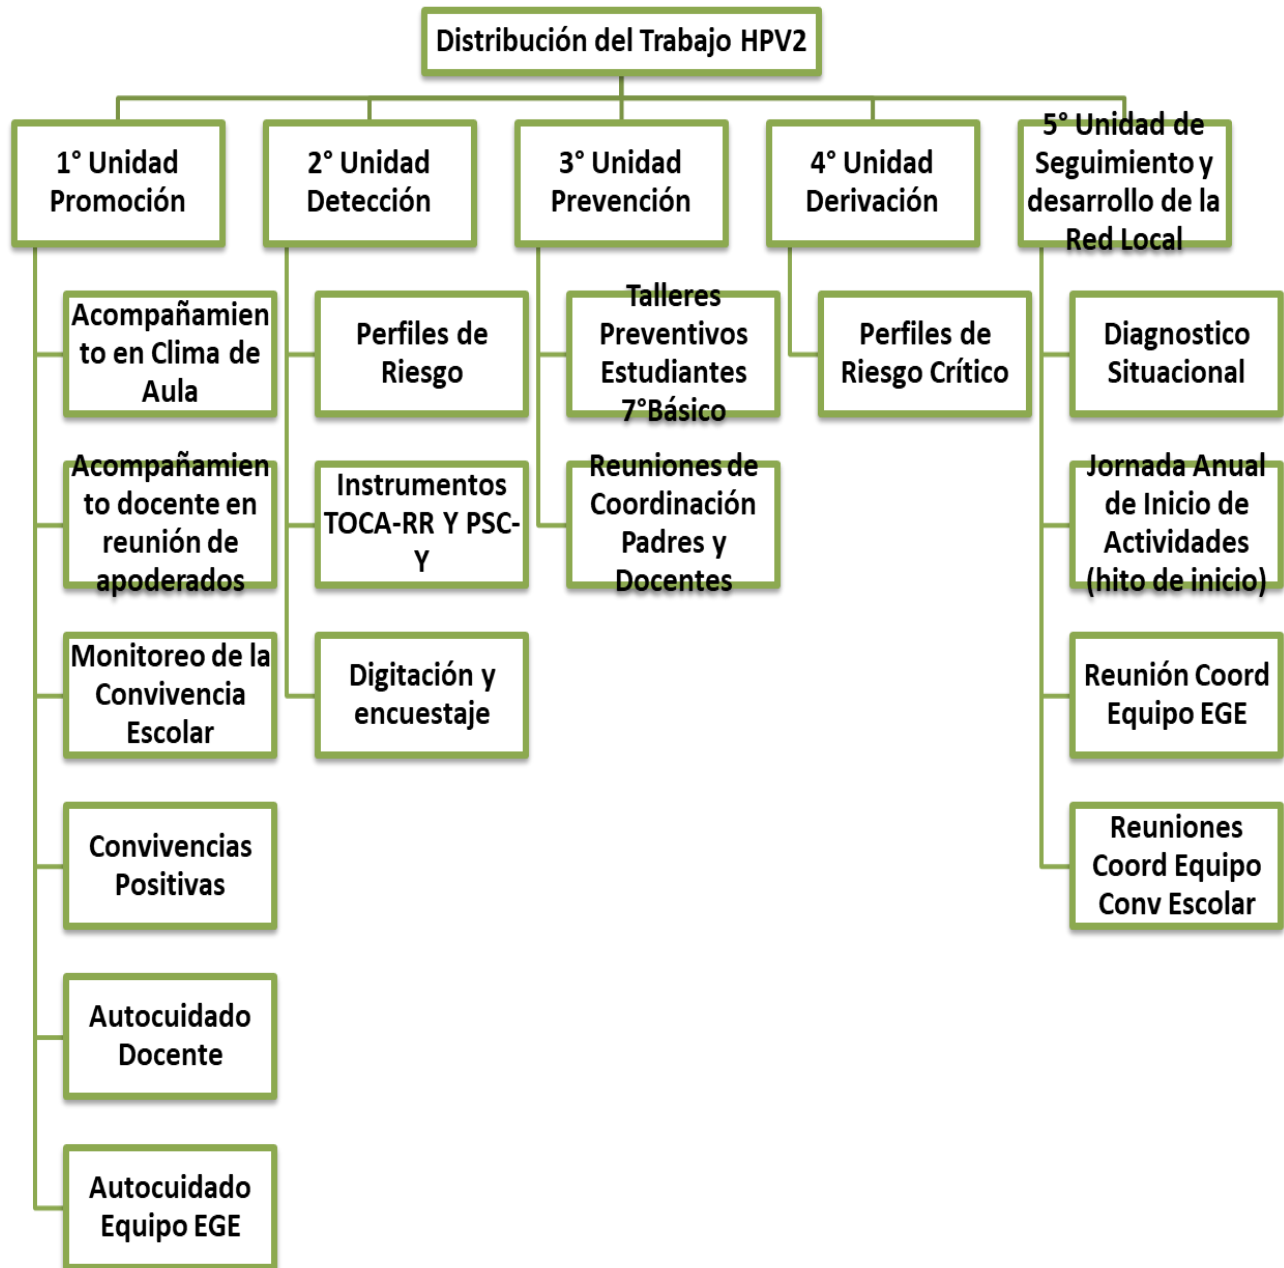 Distribución del Trabajo HPV2
1° Unidad
Promoción
2° Unidad
Detección
3° Unidad
Prevención
4° Unidad
Derivación
5° Unidad de
Seguimiento y
desarrollo de la
Red Local
Acompañamien
to en Clima de
Aula
Acompañamien
to docente en
reunión de
apoderados
Monitoreo de la
Convivencia
Escolar
Convivencias
Positivas
Autocuidado
Docente
Autocuidado
Equipo EGE
Perfiles de
Riesgo
Instrumentos
TOCA-RR Y PSC-
Y
Digitación y
encuestaje
Talleres
Preventivos
Estudiantes
7°Básico
Reuniones de
Coordinación
Padres y
Docentes
Perfiles de
Riesgo Crítico
Diagnostico
Situacional
Jornada Anual
de Inicio de
Actividades
(hito de inicio)
Reunión Coord
Equipo EGE
Reuniones
Coord Equipo
Conv Escolar